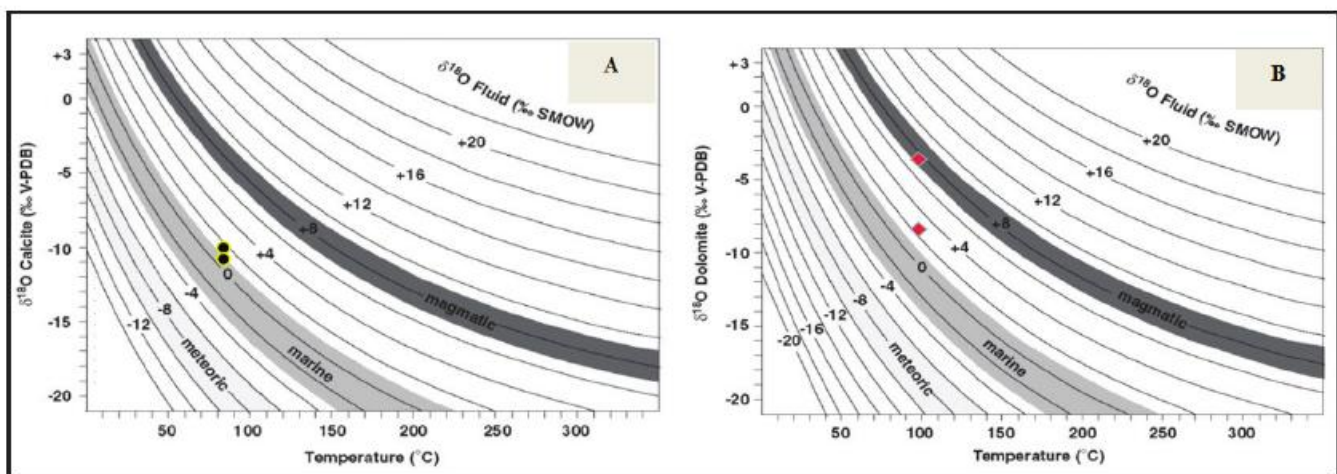 A
δ18O Fluid (‰ SMOW)
+20
+16
+12
+8
+4
0
-4
-8
-12
magmatic
marine
meteoric
+3
0
-5
-10
-15
-20
δ18O Calcite (‰ V-PDB)
50 100 150 200 250 300
Temperature (°C)
B
δ18O Fluid (‰ SMOW)
+20
+16
+12
+8
+4
0
-4
-8
-12
-16
-20
magmatic
marine
meteoric
+3
0
-5
-10
-15
-20
δ18O Dolomite (‰ V-PDB)
50 100 150 200 250 300
Temperature (°C)